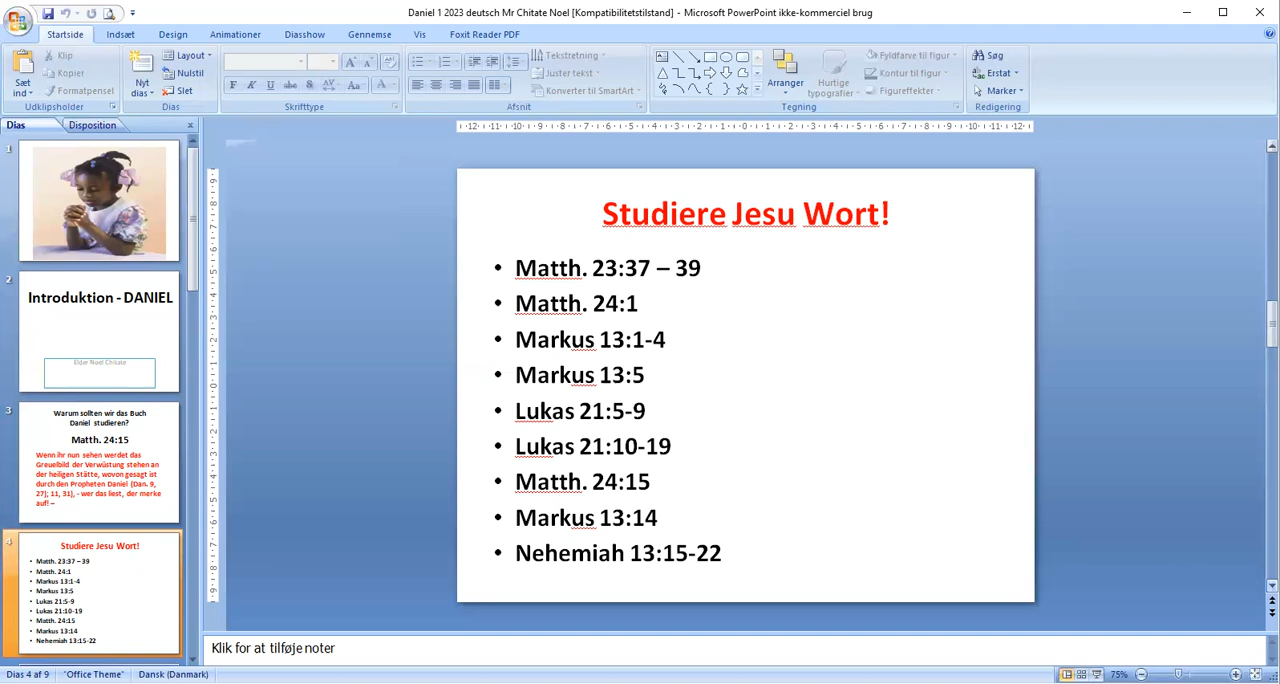 Daniel 1 2023 deutsch Mr Chitate Noel [Kompatibilitetstilstand] - Microsoft PowerPoint ikke-kommerciel brug
Startside Indsæt Design Animationer Diasshow Gennemse Vis Foxit Reader PDF
Sæt ind
Klip
Kopier
Formatpensel
Udklipsholder
Nyt dias
Layout
Nulstil
Slet
Dias
F K U abc S AV Aa A
Skrifttype
Tekstretning
Juster tekst
Konverter til SmartArt
Afsnit
Arranger
Hurtige typografier
Fyldfarve til figur
Kontur til figur
Figureffekter
Tegning
Søg
Erstat
Marker
Redigering
Dias Disposition
1
2
Introduktion - DANIEL
Elder Noel Chitate
3
Warum sollten wir das Buch
Daniel studieren?
Matth. 24:15
Wenn ihr nun sehen werdet das
Greuelbild der Verwüstung stehen an
der heiligen Stätte, wovon gesagt ist
durch den Propheten Daniel (Dan. 9,
27); 11, 31), - wer das liest, der merke
auf! –
4
Studiere Jesu Wort!
• Matth. 23:37 – 39
• Matth. 24:1
• Markus 13:1-4
• Markus 13:5
• Lukas 21:5-9
• Lukas 21:10-19
• Matth. 24:15
• Markus 13:14
• Nehemiah 13:15-22
Studiere Jesu Wort!
• Matth. 23:37 – 39
• Matth. 24:1
• Markus 13:1-4
• Markus 13:5
• Lukas 21:5-9
• Lukas 21:10-19
• Matth. 24:15
• Markus 13:14
• Nehemiah 13:15-22
Klik for at tilføje noter
Dias 4 af 9 "Office Theme" Dansk (Danmark) 75%